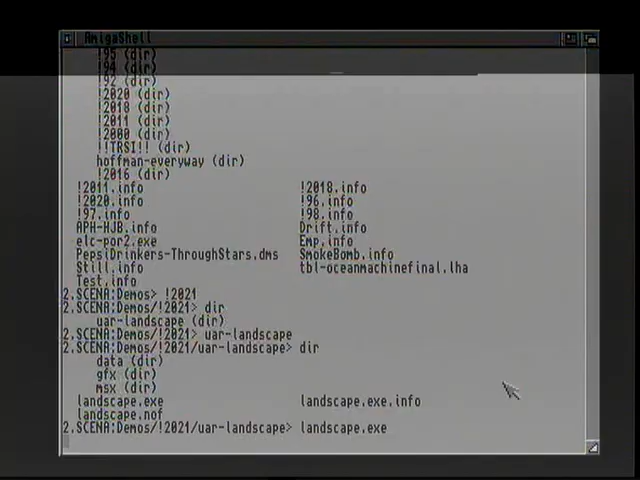 AmigaShell
!95 (dir)
!94 (dir)
!92 (dir)
!2020 (dir)
!2018 (dir)
!2011 (dir)
!2000 (dir)
!!TRSI!! (dir)
hoffman-everyway (dir)
!2016 (dir)
!2011.info !2018.info
!2020.info !96.info
!97.info !98.info
APH-HJB.info Drift.info
elc-por2.exe Emp.info
PepsiDrinkers-ThroughStars.dms SmokeBomb.info
Still.info tbl-oceanmachinefinal.lha
Test.info
2.SCENA:Demos> !2021
2.SCENA:Demos/!2021> dir
uar-landscape (dir)
2.SCENA:Demos/!2021> uar-landscape
2.SCENA:Demos/!2021/uar-landscape> dir
data (dir)
gfx (dir)
msx (dir)
landscape.exe landscape.exe.info
landscape.nof
2.SCENA:Demos/!2021/uar-landscape> landscape.exe